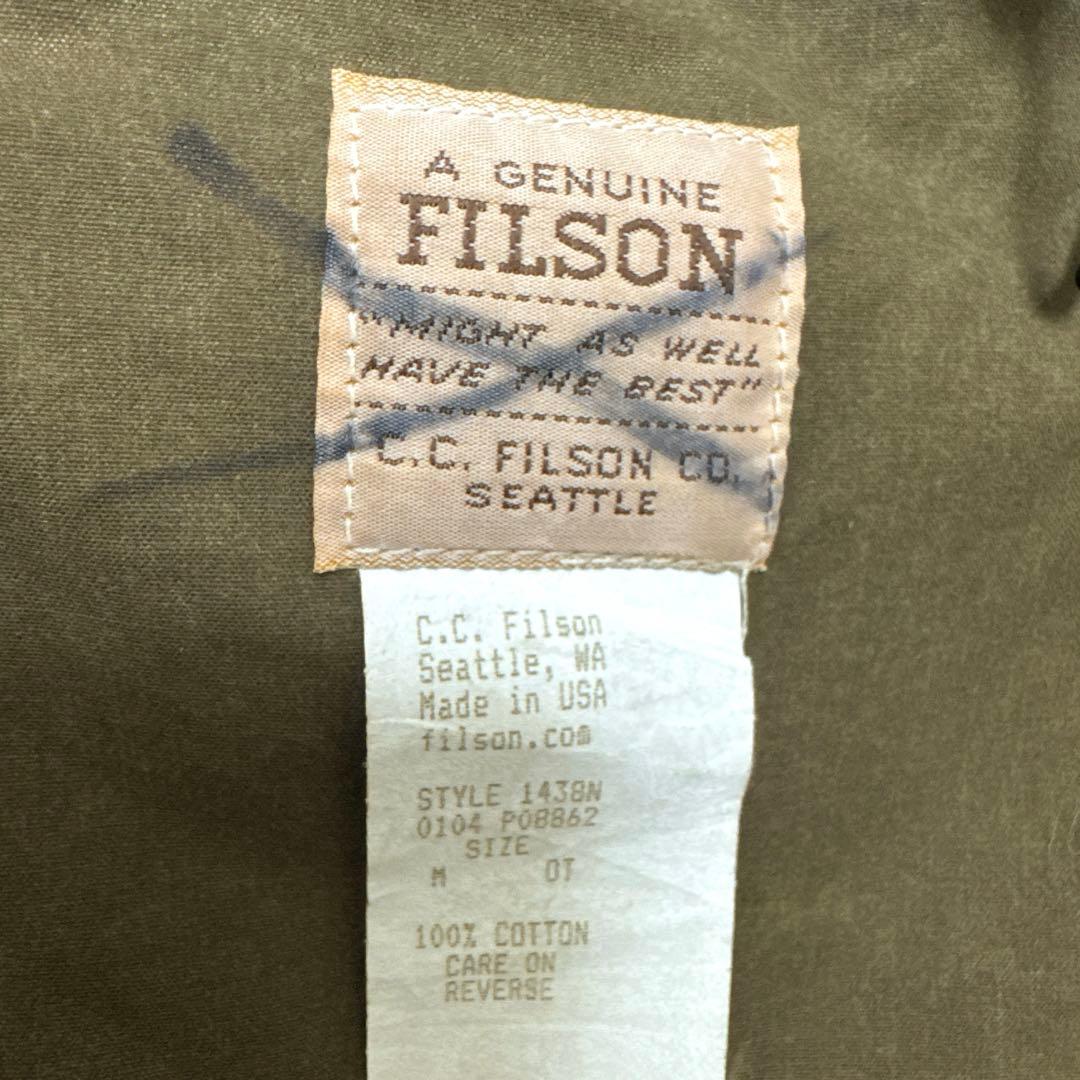 A GENUINE
FILSON
"MIGHT AS WELL
HAVE THE BEST"
C.C. FILSON CO.
SEATTLE
C.C. Filson
Seattle, WA
Made in USA
filson.com
STYLE 1438N
0104 P08862
SIZE
M OT
100% COTTON
CARE ON
REVERSE